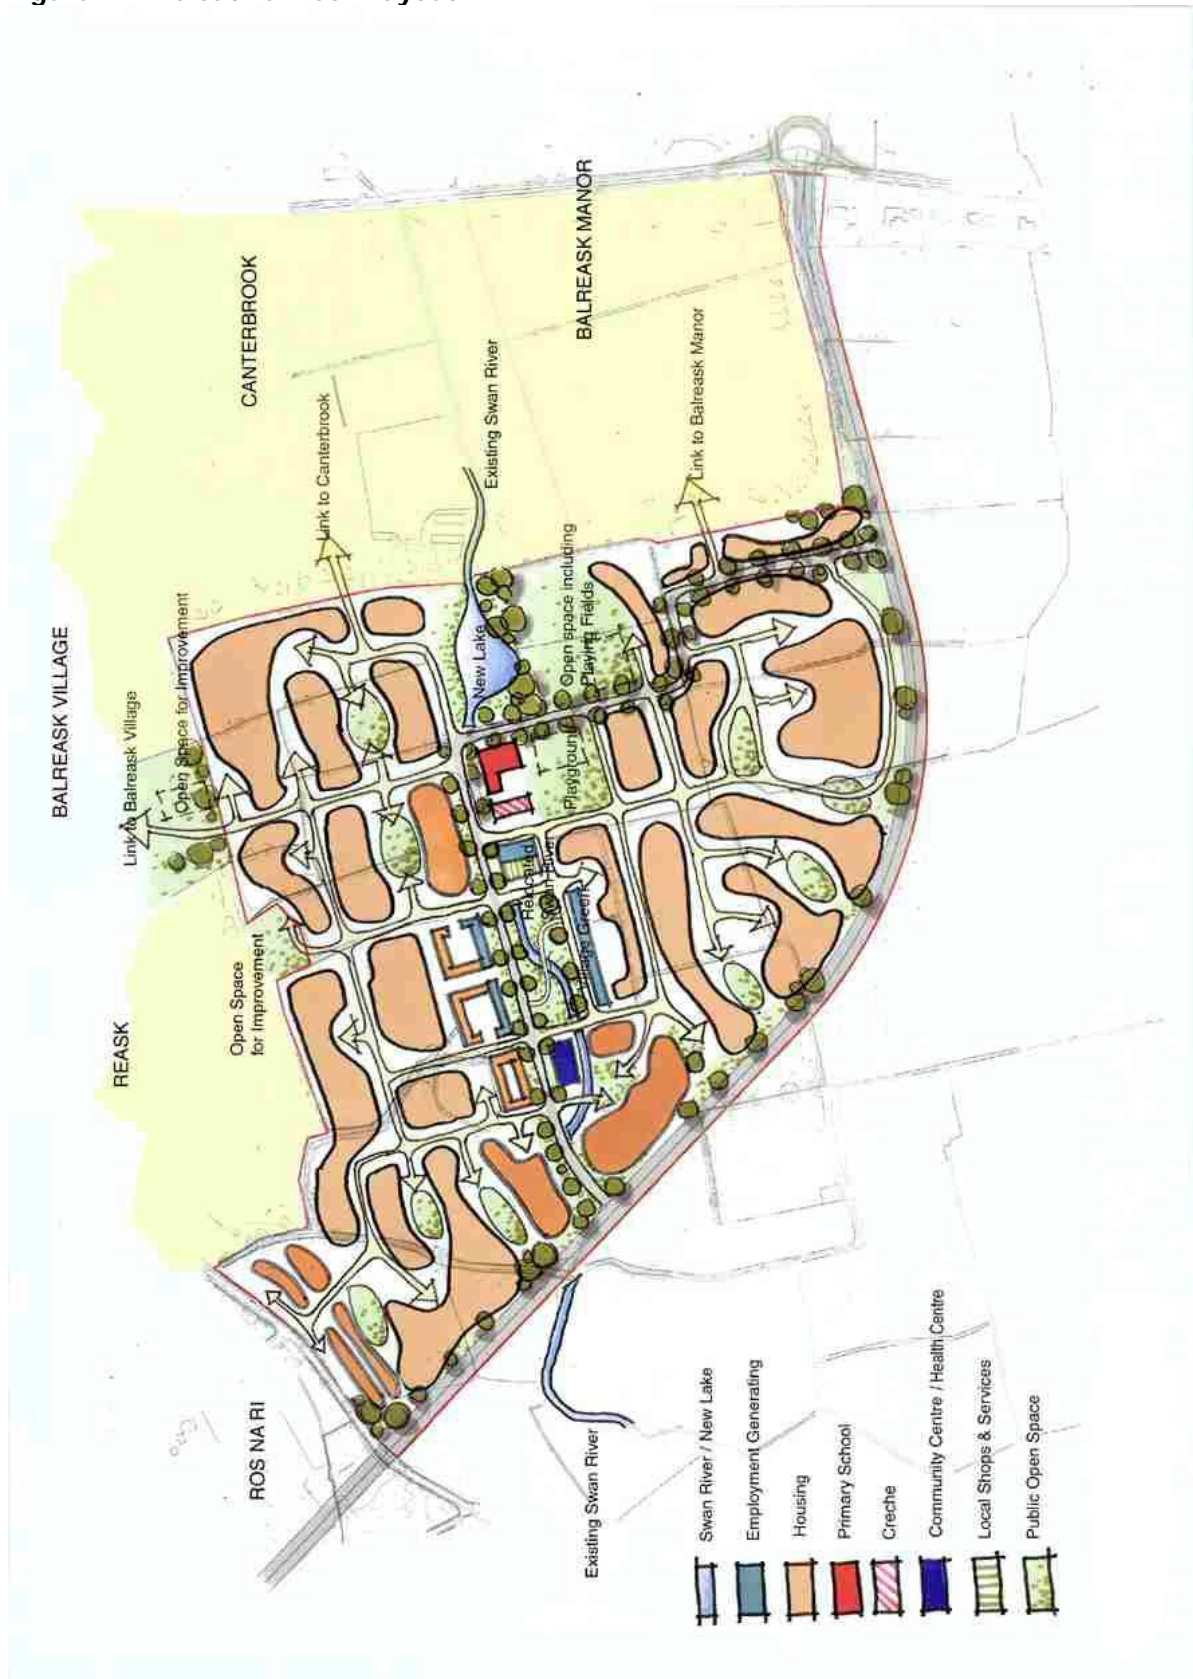 BALREASK VILLAGE
Link to Balreask Village
Open Space for Improvement
CANTERBROOK
Link to Canterbrook
BALREASK MANOR
Link to Balreask Manor
Existing Swan River
New Lake
Open space including
Playing Fields
Playground
Relocated
Swan River
Village Green
REASK
Open Space
for Improvement
ROS NA RI
Existing Swan River
Swan River / New Lake
Employment Generating
Housing
Primary School
Creche
Community Centre / Health Centre
Local Shops & Services
Public Open Space